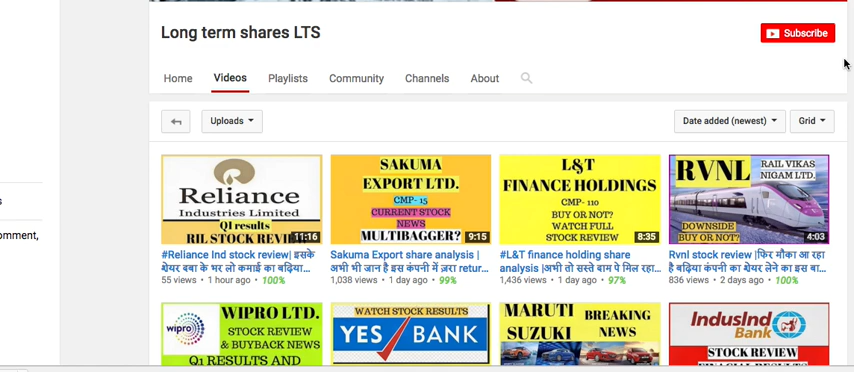 Long term shares LTS
Subscribe
Home Videos Playlists Community Channels About
Uploads
Date added (newest)
Grid
Reliance
Industries Limited
Q1 results
RIL STOCK
11:16
#Reliance Ind stock review| इसके
शेयर दबा के भर लो कमाई का बढ़िया...
55 views • 1 hour ago • 100%
SAKUMA
EXPORT LTD.
CMP- 15
CURRENT STOCK
NEWS
MULTIBAGGER?
9:15
Sakuma Export share analysis |
अभी भी जान है इस कंपनी में ज़रा retur...
1,038 views • 1 day ago • 99%
L&T
FINANCE HOLDINGS
CMP- 110
BUY OR NOT?
WATCH FULL
STOCK REVIEW
8:35
#L&T finance holding share
analysis |अभी तो सस्ते दाम पे मिल रहा...
1,436 views • 1 day ago • 97%
RVNL
RAIL VIKAS
NIGAM LTD.
DOWNSIDE
BUY OR NOT?
4:03
Rvnl stock review |फिर मौका आ रहा
है बढ़िया कंपनी का शेयर लेने का इस बा...
836 views • 2 days ago • 100%
wipro
WIPRO LTD.
STOCK REVIEW
& BUYBACK NEWS
Q1 RESULTS AND
WATCH STOCK RESULTS
YES BANK
MARUTI
SUZUKI
BREAKING
NEWS
IndusInd
Bank
STOCK REVIEW
omment,